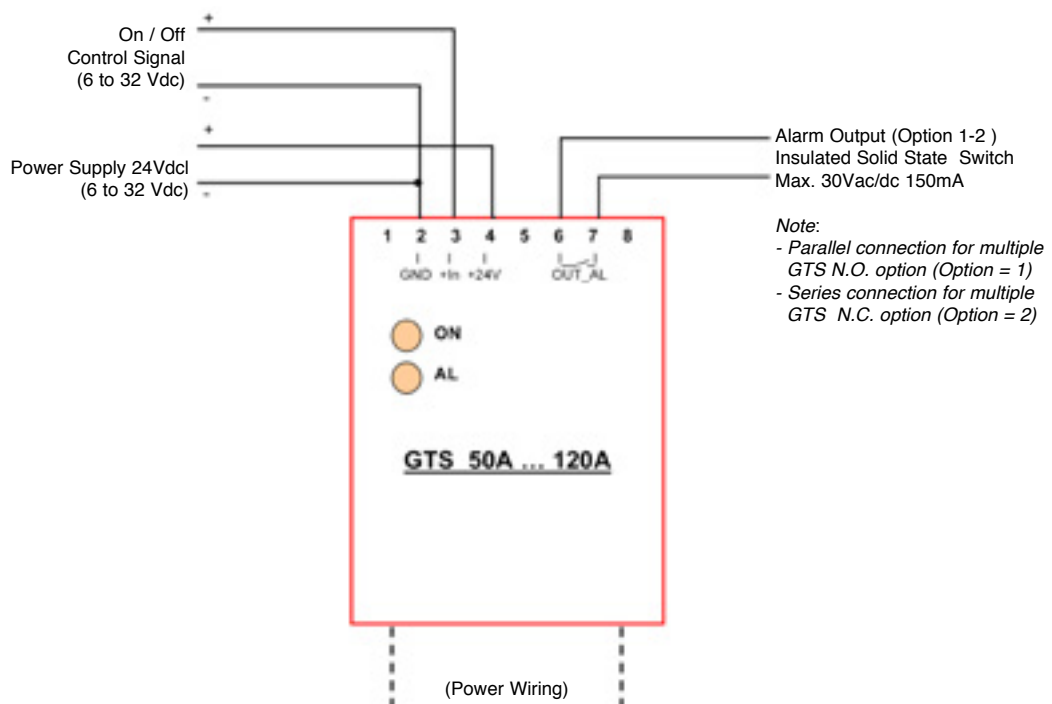 +
On / Off
Control Signal
(6 to 32 Vdc)
-
+
Power Supply 24Vdcl
(6 to 32 Vdc)
-
Alarm Output (Option 1-2 )
Insulated Solid State Switch
Max. 30Vac/dc 150mA
Note:
- Parallel connection for multiple
GTS N.O. option (Option = 1)
- Series connection for multiple
GTS N.C. option (Option = 2)
1 2 3 4 5 6 7 8
GND +In +24V OUT_AL
ON
AL
GTS 50A ... 120A
(Power Wiring)